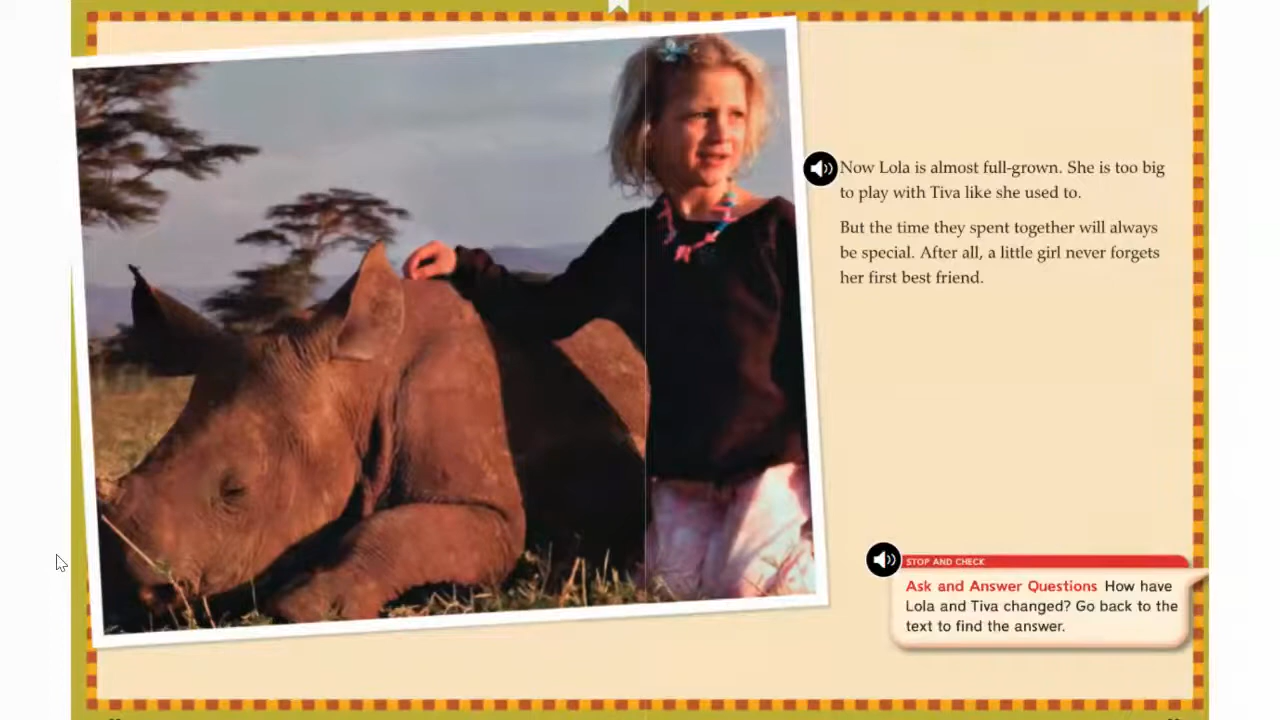 Now Lola is almost full-grown. She is too big
to play with Tiva like she used to.
But the time they spent together will always
be special. After all, a little girl never forgets
her first best friend.
STOP AND CHECK
Ask and Answer Questions How have
Lola and Tiva changed? Go back to the
text to find the answer.